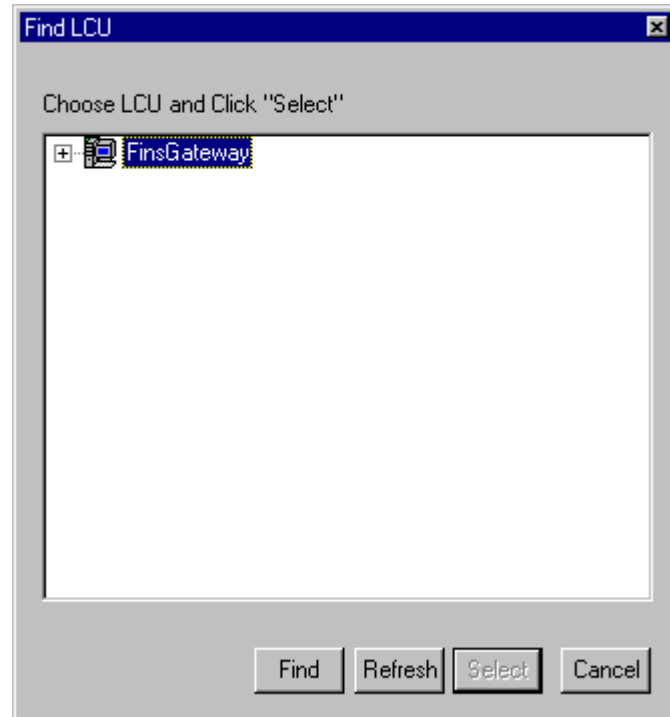 Find LCU
Choose LCU and Click "Select"
FinsGateway
Find Refresh Select Cancel